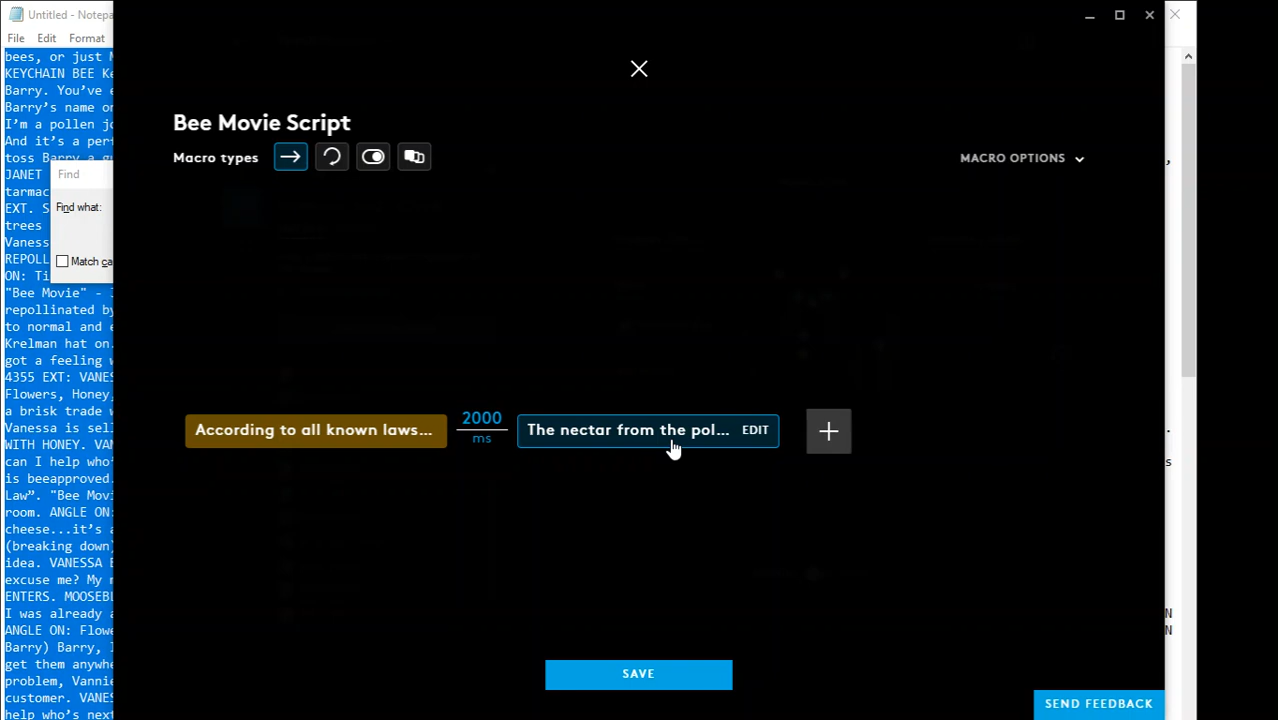 Untitled - Notepa
File Edit Format
bees, or just
KEYCHAIN BEE
Barry. You've
Barry's name
I'm a pollen
And it's a
toss Barry a
JANET
tarmac
EXT.
trees
Vaness
REPOLL
ON:
"Bee Movie" -
repollinated by
to normal and
Krelman hat on.
got a feeling
4355 EXT: VANES
Flowers, Honey,
a brisk trade
Vanessa is sell
WITH HONEY. VAN
can I help who'
is beeapproved.
Law". "Bee Movi
room. ANGLE ON:
cheese...it's
(breaking down)
idea. VANESSA
excuse me? My
ENTERS. MOOSEBL
I was already
ANGLE ON: Flowe
Barry) Barry,
get them anywhe
problem, Vannie
customer. VANES
help who's next
Find
Find what:
Match ca
Bee Movie Script
Macro types
MACRO OPTIONS
According to all known laws...
2000
ms
The nectar from the pol...
EDIT
SAVE
SEND FEEDBACK